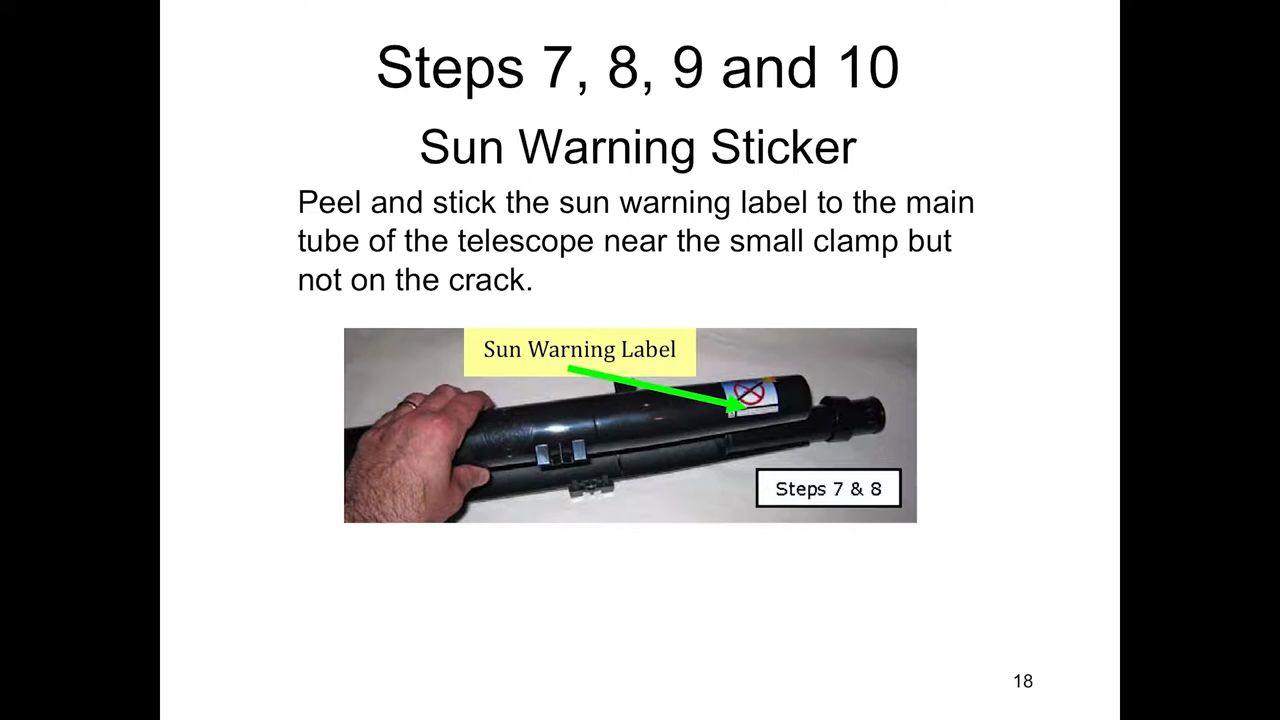 Steps 7, 8, 9 and 10
Sun Warning Sticker
Peel and stick the sun warning label to the main
tube of the telescope near the small clamp but
not on the crack.
Sun Warning Label
Steps 7 & 8
18